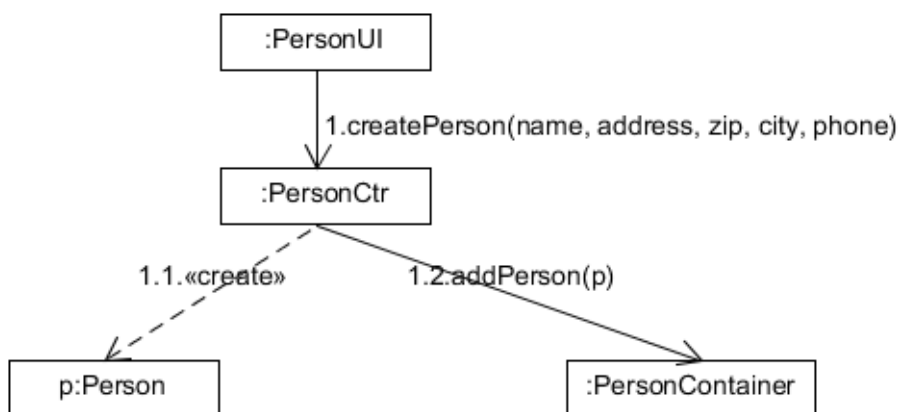 :PersonUI
1.createPerson(name, address, zip, city, phone)
:PersonCtr
1.1.«create»
1.2.addPerson(p)
p:Person
:PersonContainer